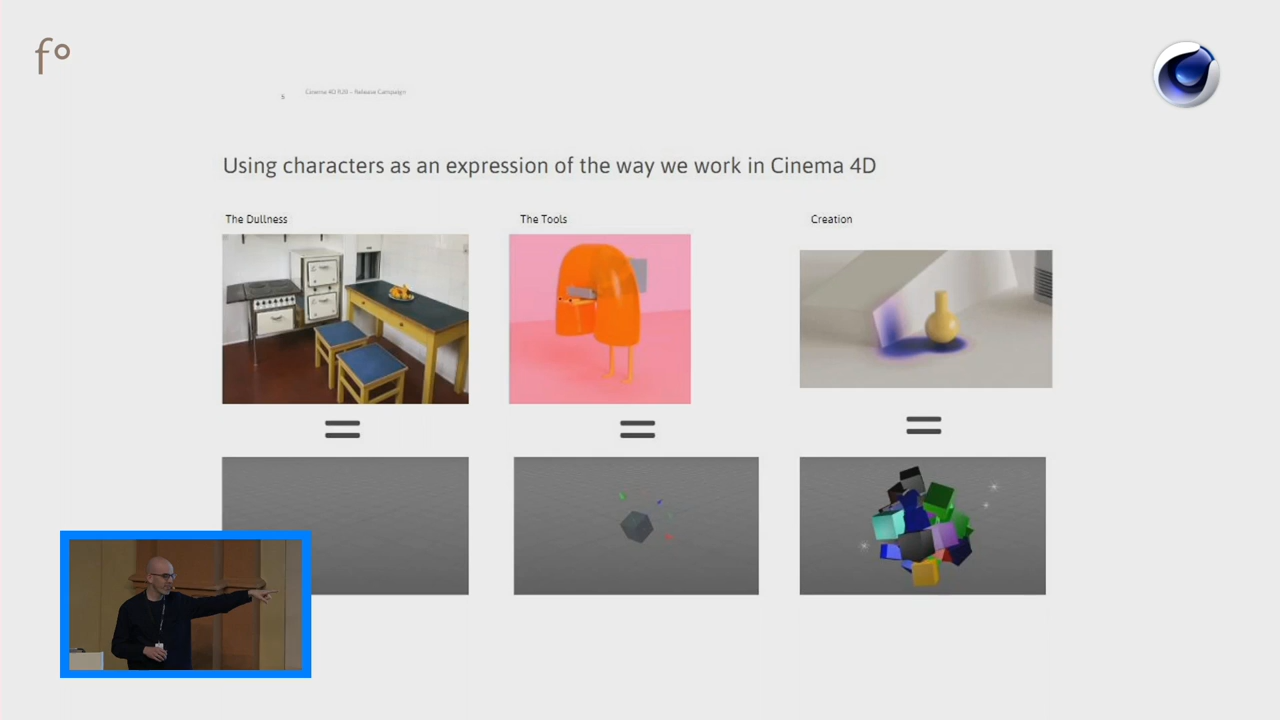 f°
5 Cinema 4D R20 – Release Campaign
Using characters as an expression of the way we work in Cinema 4D
The Dullness
The Tools
Creation
=
=
=